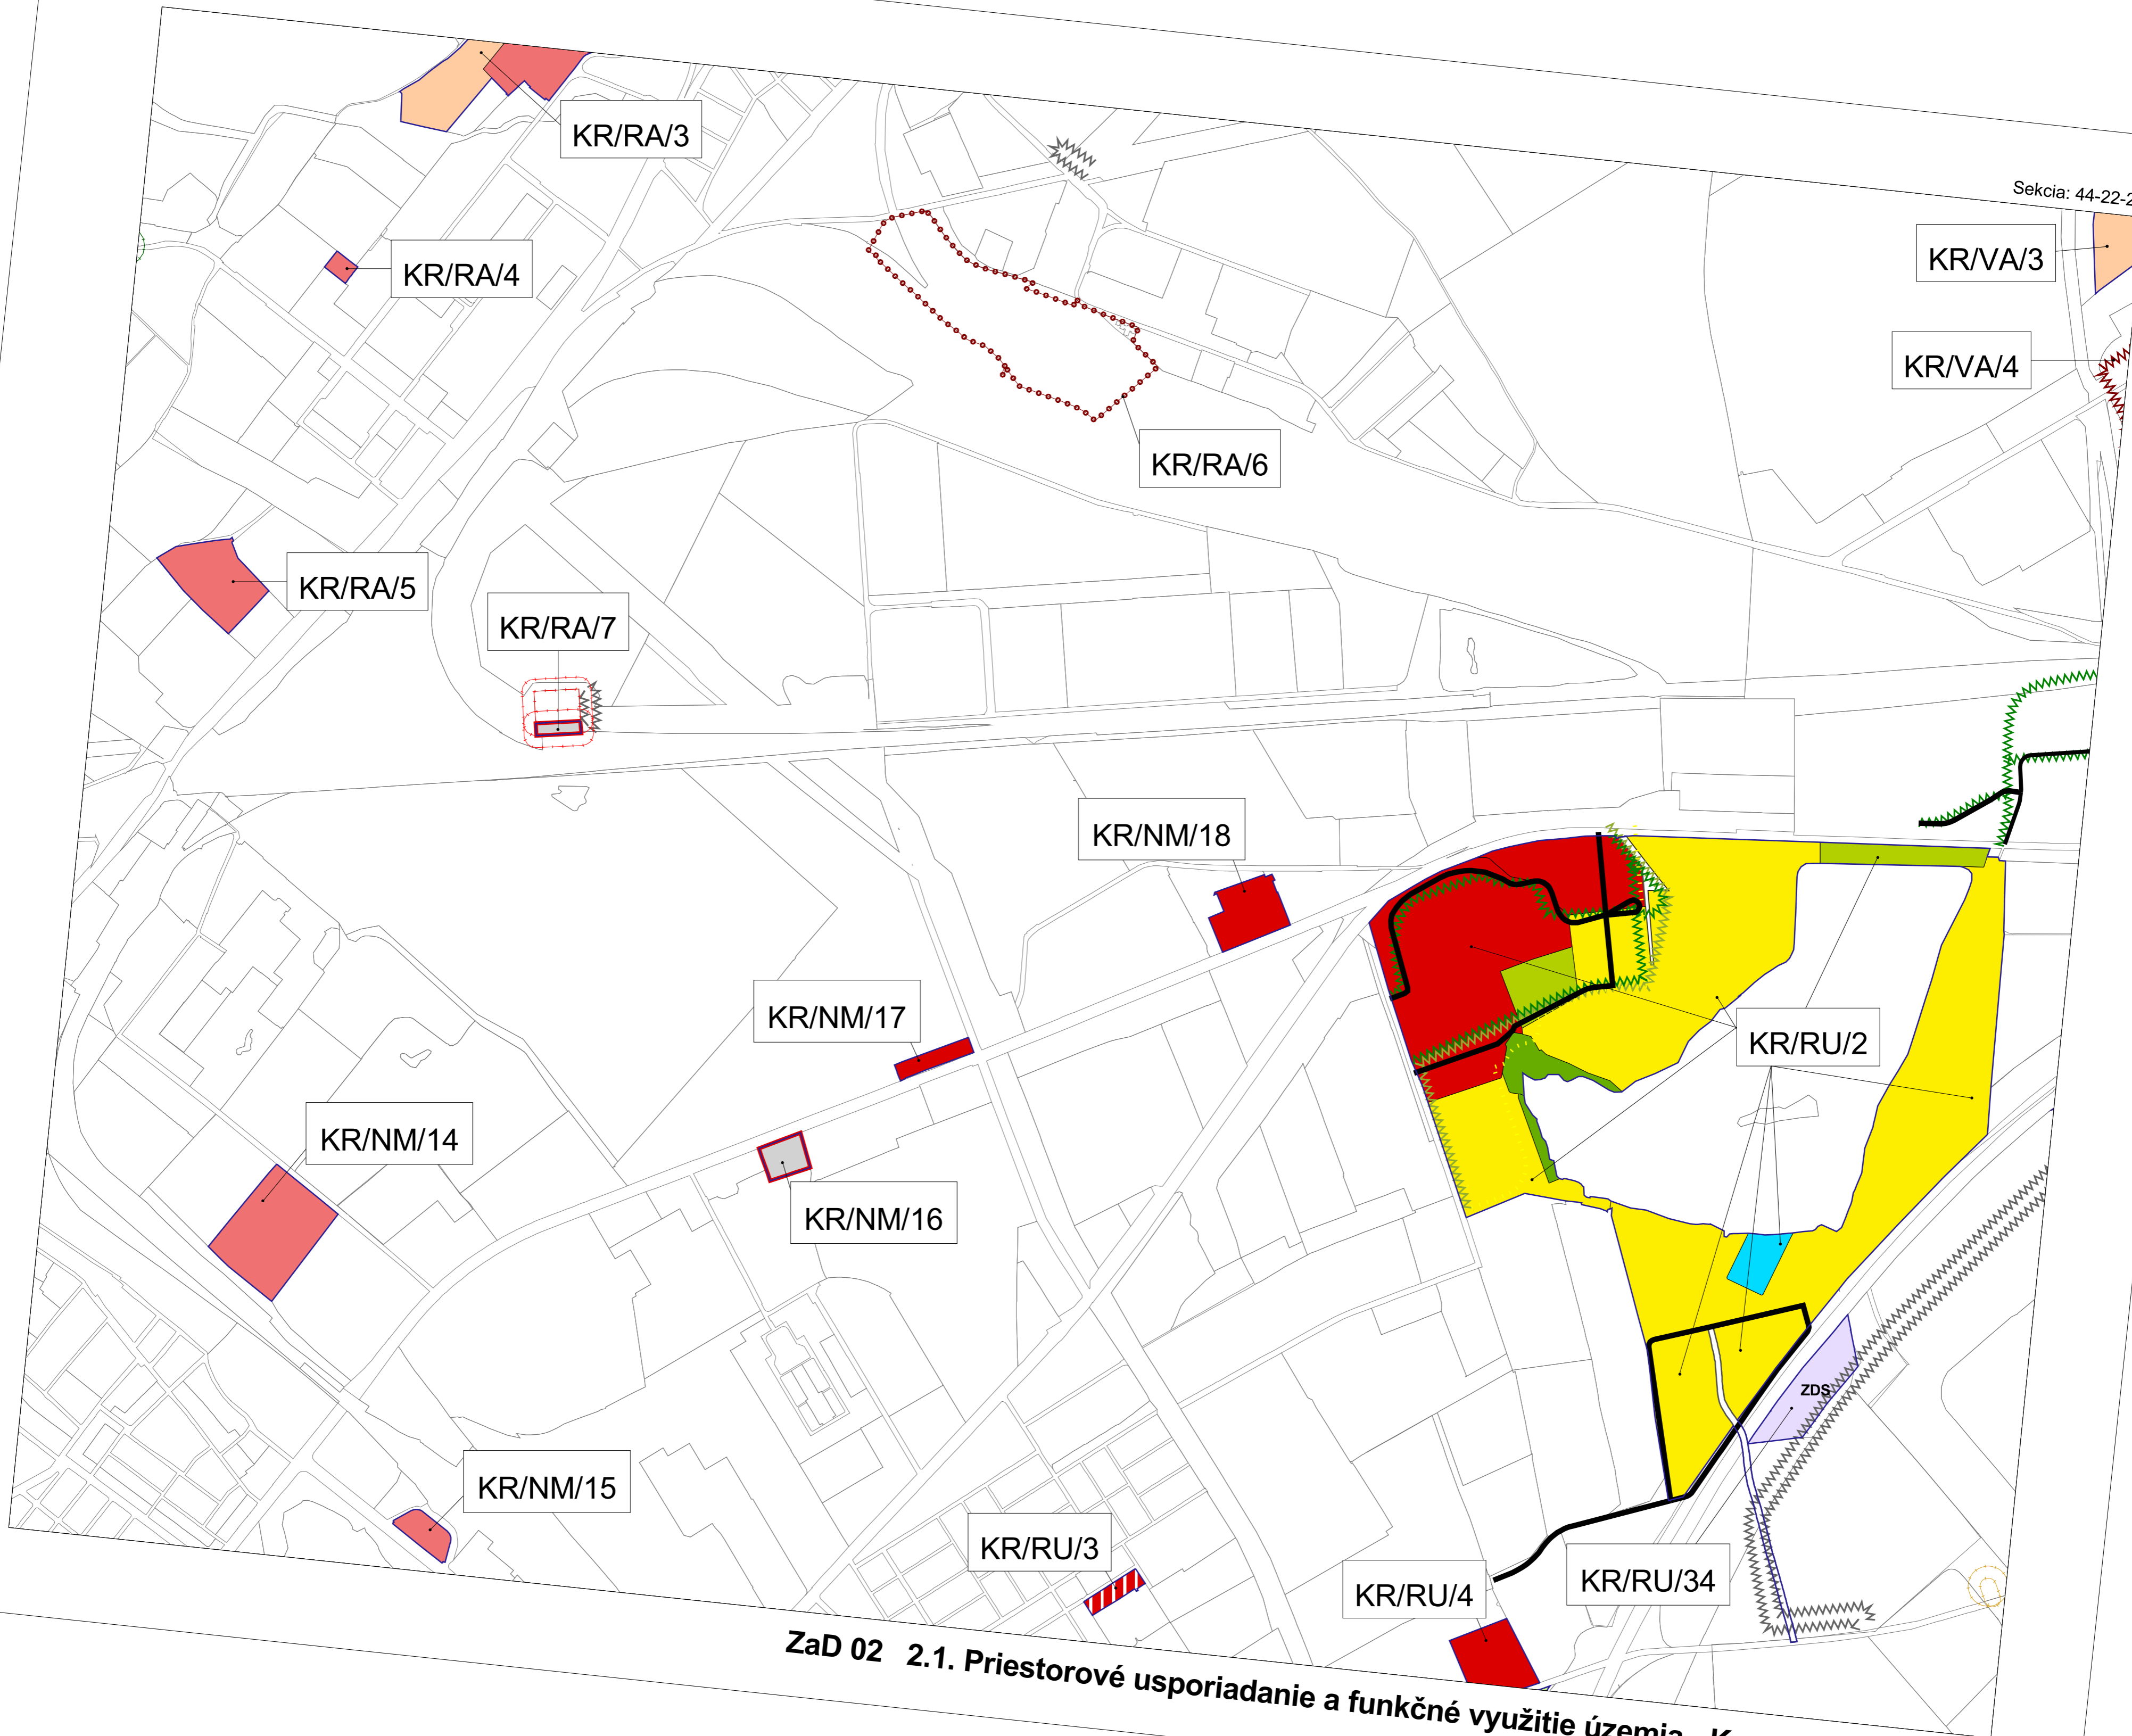 KR/RA/3
Sekcia: 44-22-2
KR/VA/3
KR/RA/4
KR/VA/4
KR/RA/6
KR/RA/5
KR/RA/7
KR/NM/18
KR/NM/17
KR/RU/2
KR/NM/14
KR/NM/16
ZDS
KR/NM/15
KR/RU/3
KR/RU/4
KR/RU/34
ZaD 02 2.1. Priestorové usporiadanie a funkčné využitie územia - K